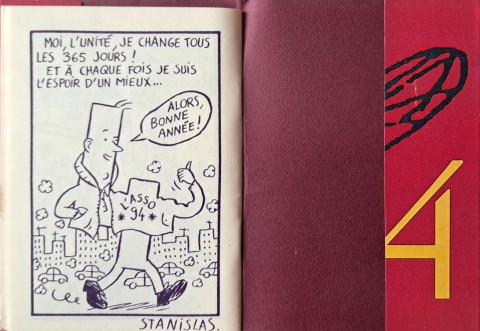 MOI, L'UNITÉ, JE CHANGE TOUS
LES 365 JOURS !
ET À CHAQUE FOIS JE SUIS
L'ESPOIR D'UN MIEUX...
ALORS,
BONNE
ANNÉE !
ASSO
94
STANISLAS.
4